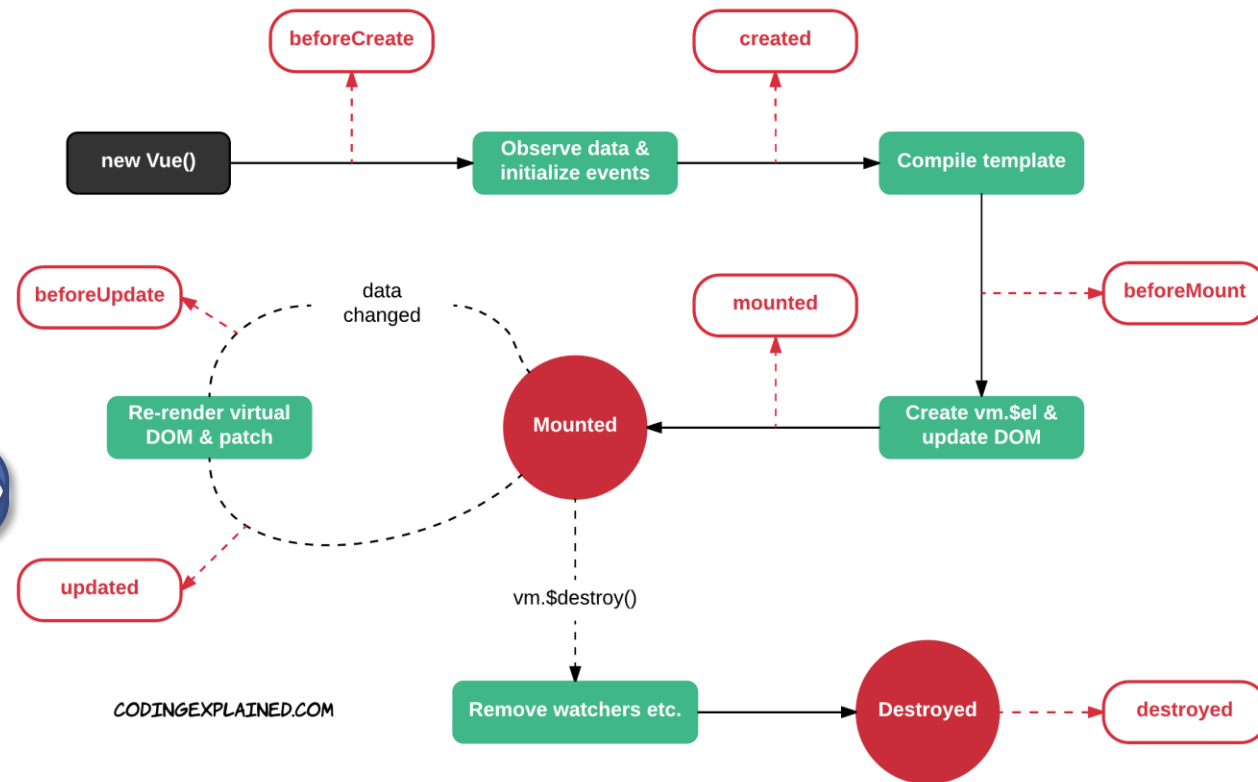 beforeCreate
created
new Vue()
Observe data &
initialize events
Compile template
beforeUpdate
data
changed
mounted
beforeMount
Re-render virtual
DOM & patch
Mounted
Create vm.$el &
update DOM
updated
vm.$destroy()
CODINGEXPLAINED.COM
Remove watchers etc.
Destroyed
destroyed